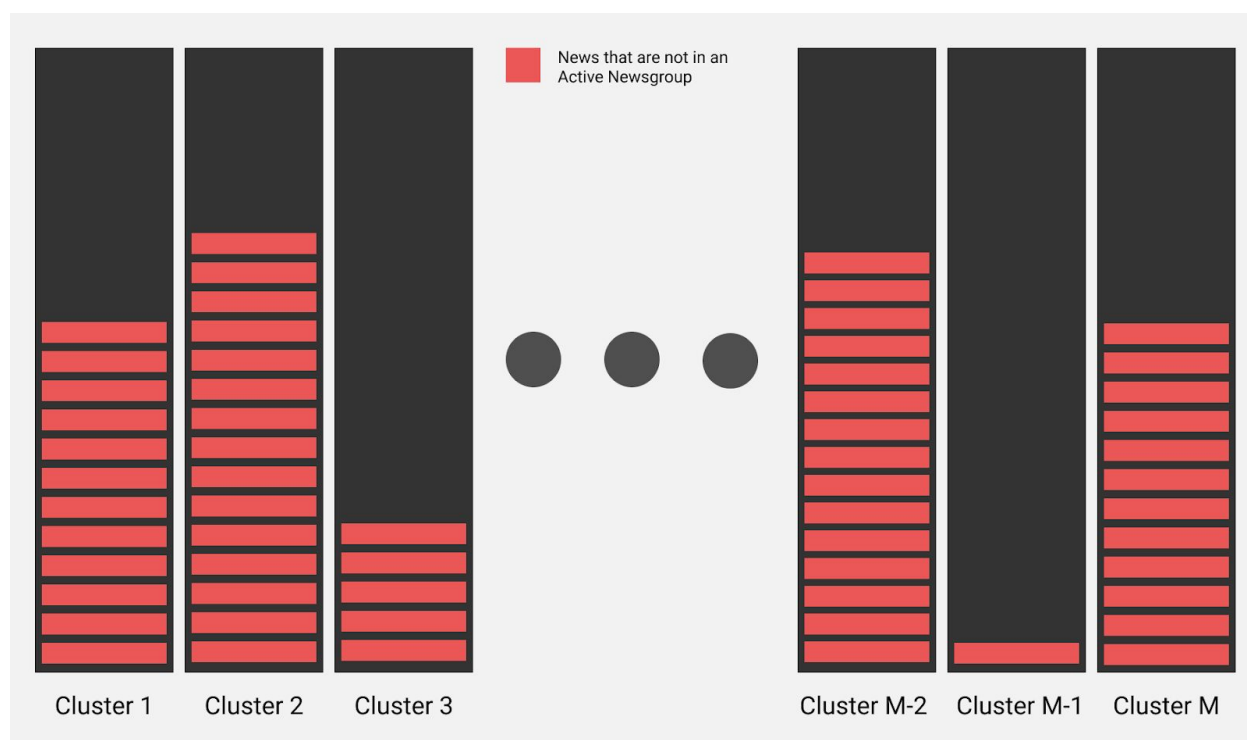 News that are not in an
Active Newsgroup
Cluster 1
Cluster 2
Cluster 3
Cluster M-2
Cluster M-1
Cluster M